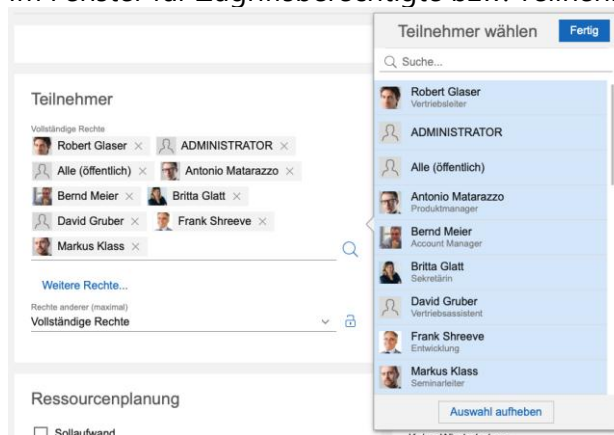 Teilnehmer wählen
Fertig
Suche...
Teilnehmer
Vollständige Rechte
Robert Glaser × ADMINISTRATOR ×
Alle (öffentlich) × Antonio Matarazzo ×
Bernd Meier × Britta Glatt ×
David Gruber × Frank Shreeve ×
Markus Klass ×
Weitere Rechte...
Rechte anderer (maximal)
Vollständige Rechte
Ressourcenplanung
Sollaufwand
Robert Glaser
Vertriebsleiter
ADMINISTRATOR
Alle (öffentlich)
Antonio Matarazzo
Produktmanager
Bernd Meier
Account Manager
Britta Glatt
Sekretärin
David Gruber
Vertriebsassistent
Frank Shreeve
Entwicklung
Markus Klass
Seminarleiter
Auswahl aufheben